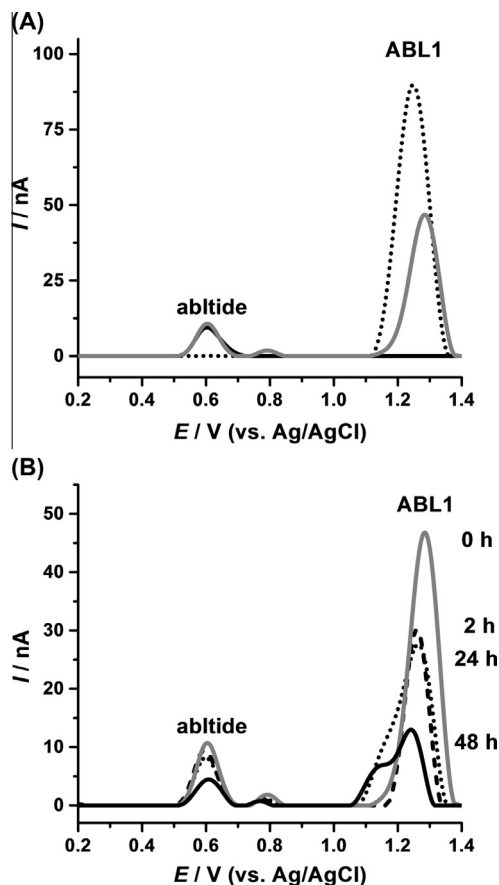 (A)
ABL1
100
75
50
25
0
I / nA
abltide
0.2 0.4 0.6 0.8 1.0 1.2 1.4
E / V (vs. Ag/AgCl)
(B)
ABL1
50
40
30
20
10
0
I / nA
0 h
2 h
24 h
48 h
abltide
0.2 0.4 0.6 0.8 1.0 1.2 1.4
E / V (vs. Ag/AgCl)